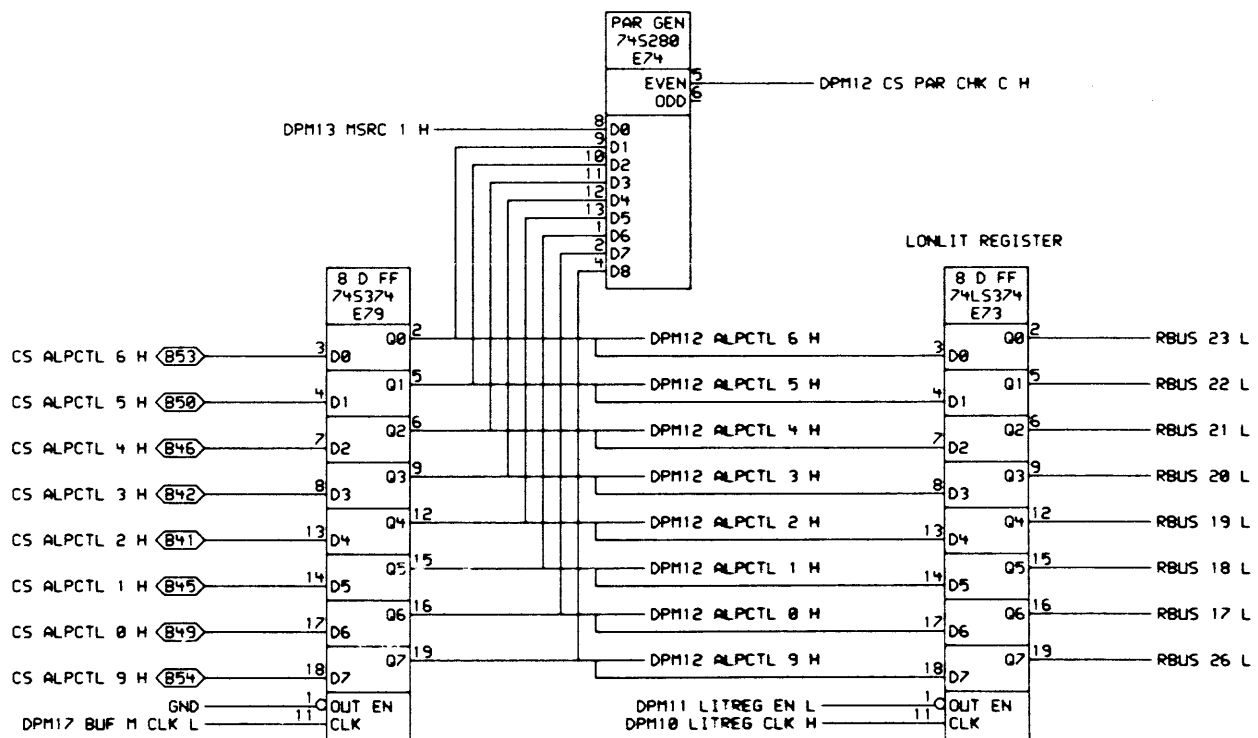 PAR GEN
74S280
E74
EVEN 5 DPM12 CS PAR CHK C H
ODD 6
DPM13 MSRC 1 H 8 D0
9 D1
10 D2
11 D3
12 D4
13 D5
1 D6
2 D7
4 D8
LONLIT REGISTER
8 D FF
74S374
E79
8 D FF
74LS374
E73
Q0 2 DPM12 ALPCTL 6 H Q0 2 RBUS 23 L
CS ALPCTL 6 H B53 3 D0 3 D0
Q1 5 DPM12 ALPCTL 5 H Q1 5 RBUS 22 L
CS ALPCTL 5 H B50 4 D1 4 D1
Q2 6 DPM12 ALPCTL 4 H Q2 6 RBUS 21 L
CS ALPCTL 4 H B46 7 D2 7 D2
Q3 9 DPM12 ALPCTL 3 H Q3 9 RBUS 20 L
CS ALPCTL 3 H B42 8 D3 8 D3
Q4 12 DPM12 ALPCTL 2 H Q4 12 RBUS 19 L
CS ALPCTL 2 H B41 13 D4 13 D4
Q5 15 DPM12 ALPCTL 1 H Q5 15 RBUS 18 L
CS ALPCTL 1 H B45 14 D5 14 D5
Q6 16 DPM12 ALPCTL 0 H Q6 16 RBUS 17 L
CS ALPCTL 0 H B49 17 D6 17 D6
Q7 19 DPM12 ALPCTL 9 H Q7 19 RBUS 26 L
CS ALPCTL 9 H B54 18 D7 18 D7
GND 1 OUT EN DPM11 LITREG EN L 1 OUT EN
DPM17 BUF M CLK L 11 CLK DPM10 LITREG CLK H 11 CLK